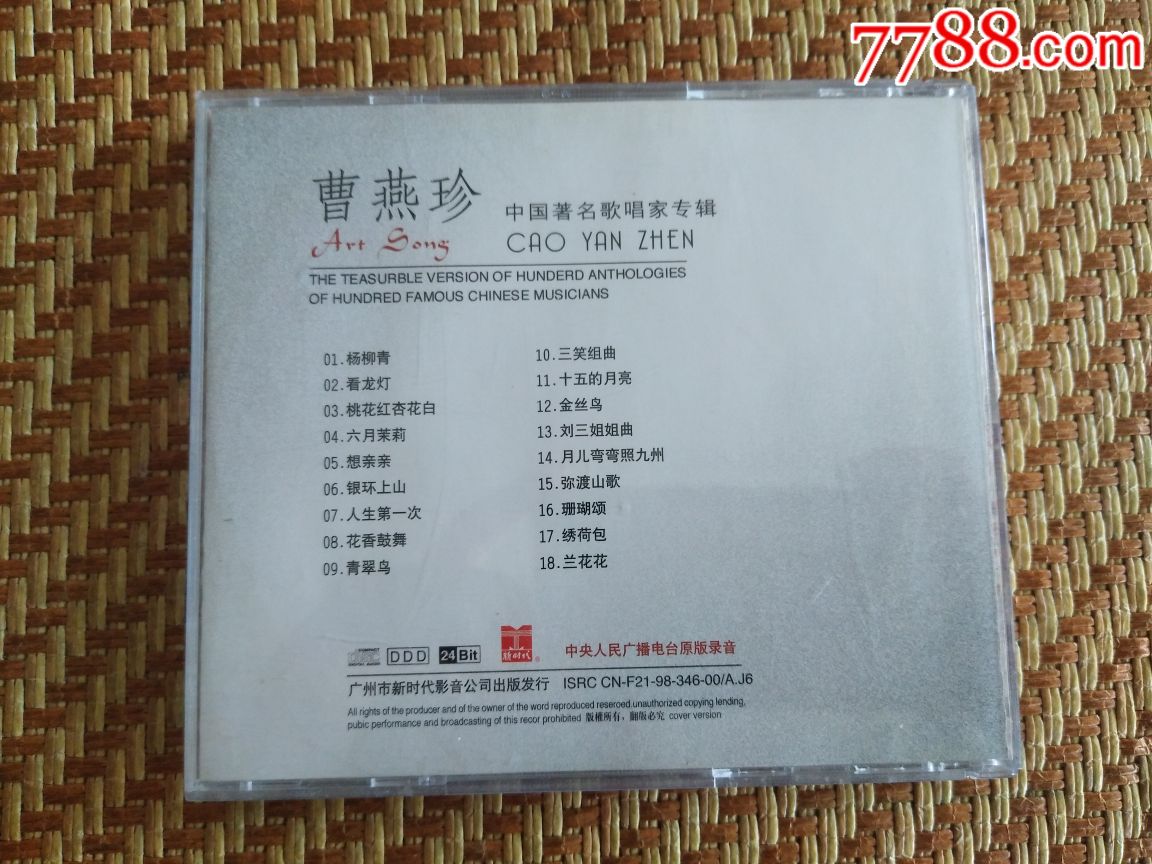 7788.com
曹燕珍
中国著名歌唱家专辑
Art Song
CAO YAN ZHEN
THE TEASURBLE VERSION OF HUNDERD ANTHOLOGIES
OF HUNDRED FAMOUS CHINESE MUSICIANS
01.杨柳青
02.看龙灯
03.桃花红杏花白
04.六月茉莉
05.想亲亲
06.银环上山
07.人生第一次
08.花香鼓舞
09.青翠鸟
10.三笑组曲
11.十五的月亮
12.金丝鸟
13.刘三姐姐曲
14.月儿弯弯照九州
15.弥渡山歌
16.珊瑚颂
17.绣荷包
18.兰花花
COMPACT
disc
DIGITAL AUDIO
DDD
24Bit
新时代®
中央人民广播电台原版录音
广州市新时代影音公司出版发行 ISRC CN-F21-98-346-00/A.J6
All rights of the producer and of the owner of the word reproduced reseroed.unauthorized copying lending,
pubic performance and broadcasting of this recor prohibited 版權所有，翻版必究 cover version